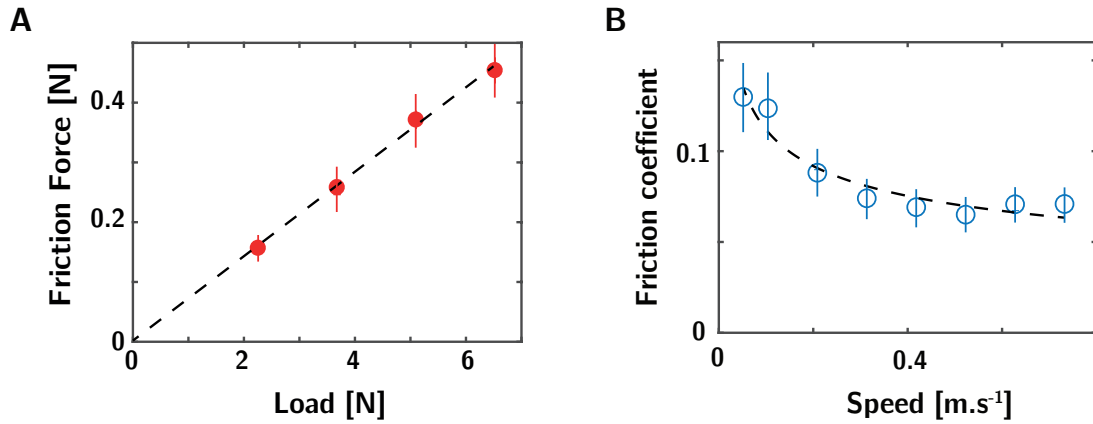 A
Friction Force [N]
0.4
0.2
0
0
2
4
6
Load [N]
B
Friction coefficient
0.1
0
0
0.4
Speed [m.s-1]